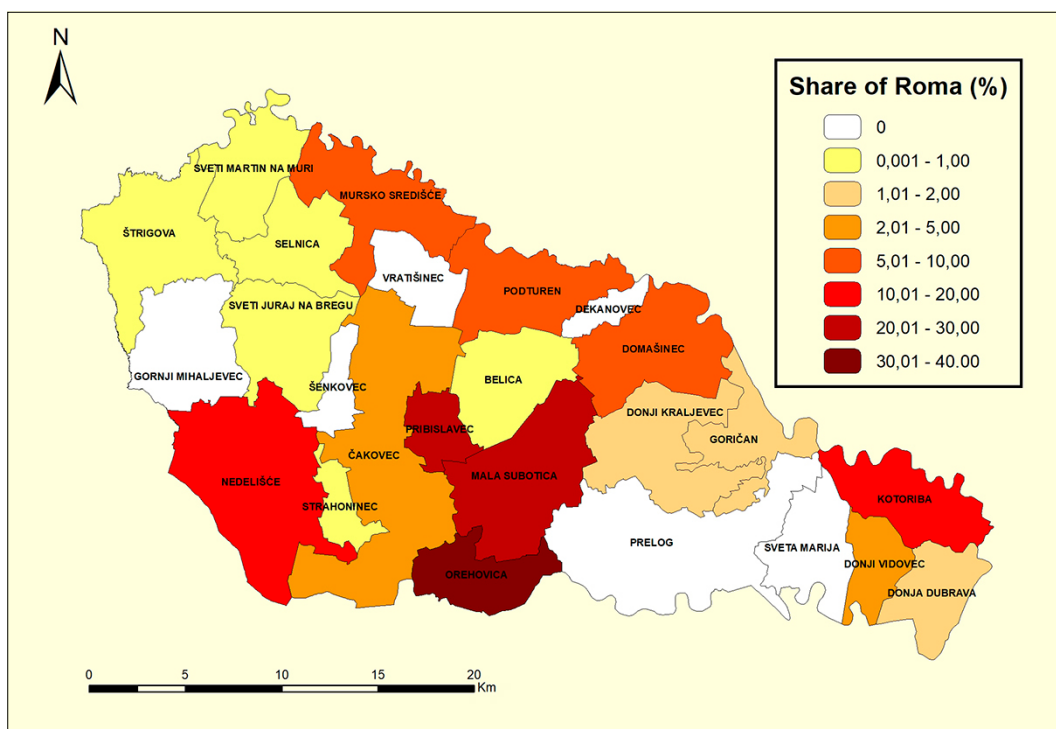 N
Share of Roma (%)
0
0,001 - 1,00
1,01 - 2,00
2,01 - 5,00
5,01 - 10,00
10,01 - 20,00
20,01 - 30,00
30,01 - 40.00
SVETI MARTIN NA MURI
MURSKO SREDIŠĆE
ŠTRIGOVA
SELNICA
VRATIŠINEC
PODTUREN
SVETI JURAJ NA BREGU
DEKANOVEC
DOMAŠINEC
GORNJI MIHALJEVEC
ŠENKOVEC
BELICA
DONJI KRALJEVEC
PRIBISLAVEC
GORIČAN
ČAKOVEC
NEDELIŠĆE
MALA SUBOTICA
KOTORIBA
STRAHONINEC
PRELOG
SVETA MARIJA
DONJI VIDOVEC
OREHOVICA
DONJA DUBRAVA
0 5 10 15 20
Km